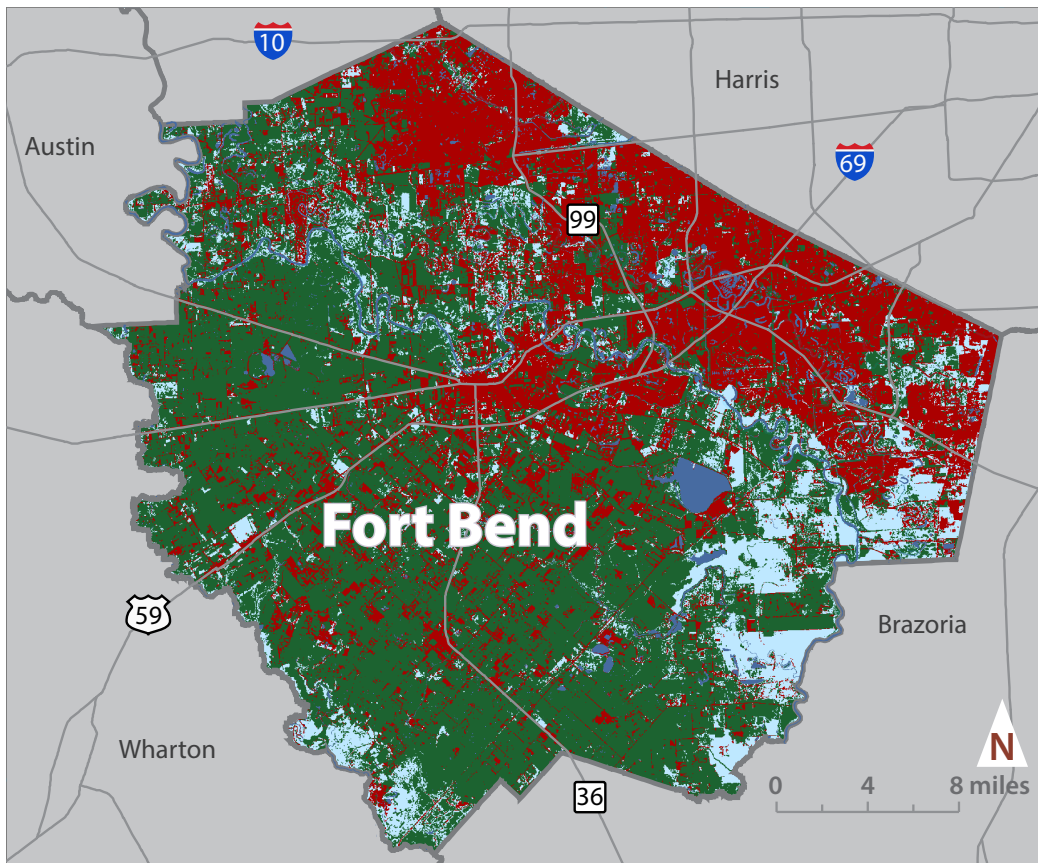 10
Harris
Austin
69
99
Fort Bend
59
Brazoria
Wharton
N
0 4 8 miles
36